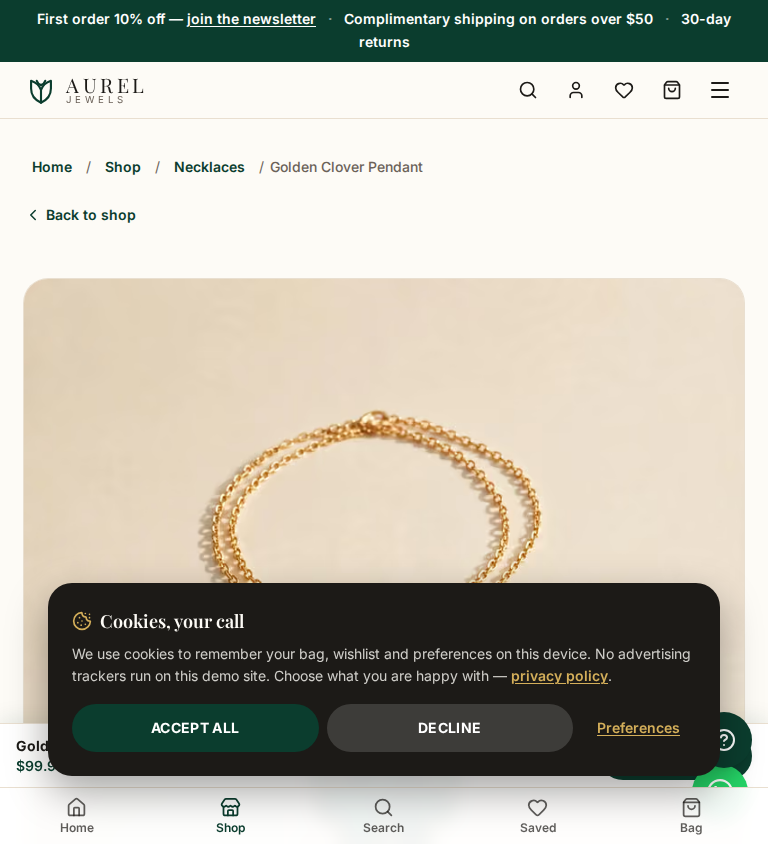 First order 10% off — join the newsletter · Complimentary shipping on orders over $50 · 30-day
returns
AUREL
JEWELS
Home / Shop / Necklaces / Golden Clover Pendant
Back to shop
Cookies, your call
We use cookies to remember your bag, wishlist and preferences on this device. No advertising
trackers run on this demo site. Choose what you are happy with — privacy policy.
ACCEPT ALL DECLINE Preferences
Home Shop Search Saved Bag